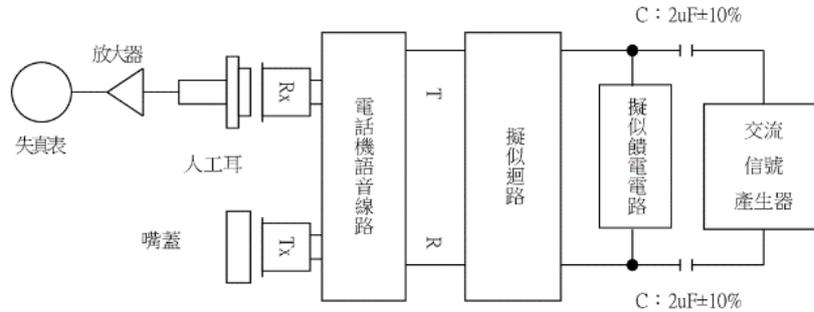 C：2uF±10%
放大器
Rx
失真表
人工耳
T
電話機語音線路
擬似迴路
擬似饋電電路
交流
信號
產生器
嘴蓋
Tx
R
C：2uF±10%